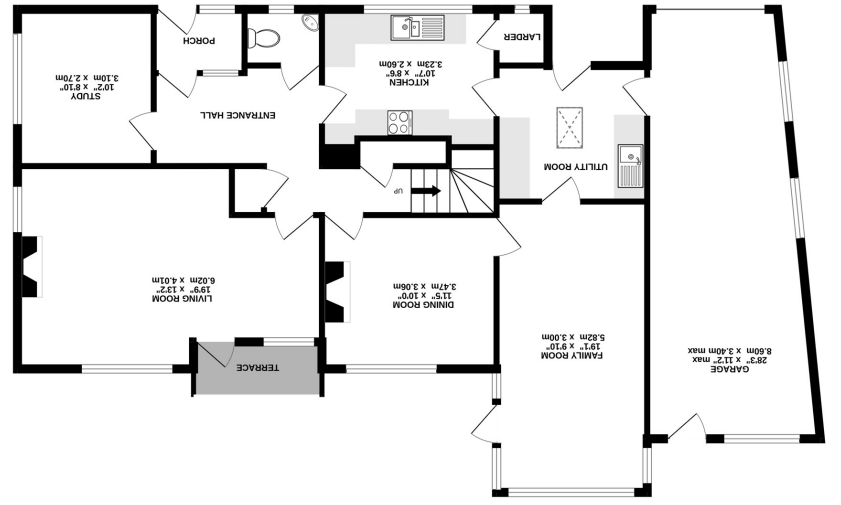 PORCH
LARDER
KITCHEN
10'7" x 8'6"
3.23m x 2.60m
STUDY
10'2" x 8'10"
3.10m x 2.70m
ENTRANCE HALL
UTILITY ROOM
UP
LIVING ROOM
19'9" x 13'2"
6.02m x 4.01m
DINING ROOM
11'5" x 10'0"
3.47m x 3.06m
FAMILY ROOM
19'1" x 9'10"
5.82m x 3.00m
GARAGE
28'3" x 11'2" max
8.60m x 3.40m max
TERRACE